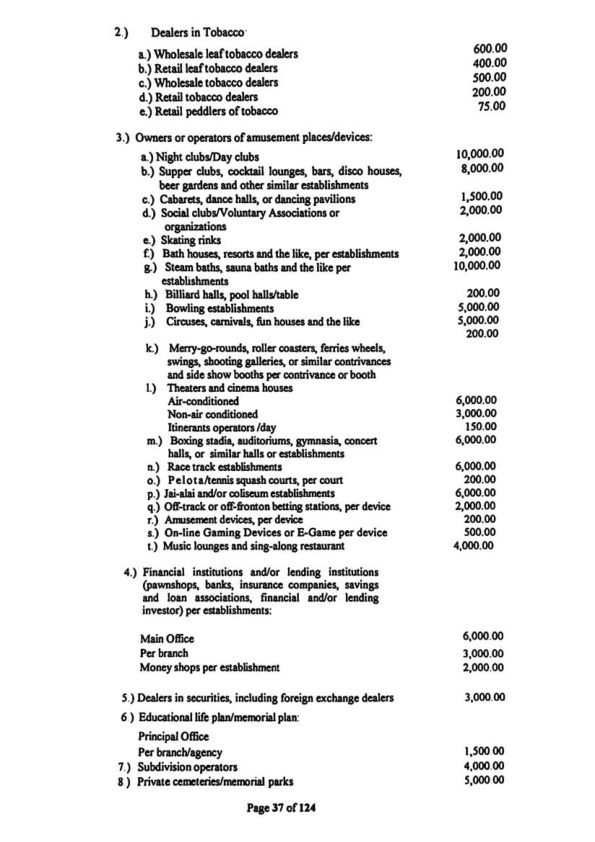 2.) Dealers in Tobacco
a.) Wholesale leaf tobacco dealers 600.00
b.) Retail leaf tobacco dealers 400.00
c.) Wholesale tobacco dealers 500.00
d.) Retail tobacco dealers 200.00
e.) Retail peddlers of tobacco 75.00
3.) Owners or operators of amusement places/devices:
a.) Night clubs/Day clubs 10,000.00
b.) Supper clubs, cocktail lounges, bars, disco houses, 8,000.00
beer gardens and other similar establishments
c.) Cabarets, dance halls, or dancing pavilions 1,500.00
d.) Social clubs/Voluntary Associations or 2,000.00
organizations
e.) Skating rinks 2,000.00
f.) Bath houses, resorts and the like, per establishments 2,000.00
g.) Steam baths, sauna baths and the like per 10,000.00
establishments
h.) Billiard halls, pool halls/table 200.00
i.) Bowling establishments 5,000.00
j.) Circuses, carnivals, fun houses and the like 5,000.00
200.00
k.) Merry-go-rounds, roller coasters, ferries wheels,
swings, shooting galleries, or similar contrivances
and side show booths per contrivance or booth
l.) Theaters and cinema houses
Air-conditioned 6,000.00
Non-air conditioned 3,000.00
Itinerants operators /day 150.00
m.) Boxing stadia, auditoriums, gymnasia, concert 6,000.00
halls, or similar halls or establishments
n.) Race track establishments 6,000.00
o.) Pelota/tennis squash courts, per court 200.00
p.) Jai-alai and/or coliseum establishments 6,000.00
q.) Off-track or off-fronton betting stations, per device 2,000.00
r.) Amusement devices, per device 200.00
s.) On-line Gaming Devices or E-Game per device 500.00
t.) Music lounges and sing-along restaurant 4,000.00
4.) Financial institutions and/or lending institutions
(pawnshops, banks, insurance companies, savings
and loan associations, financial and/or lending
investor) per establishments:
Main Office 6,000.00
Per branch 3,000.00
Money shops per establishment 2,000.00
5.) Dealers in securities, including foreign exchange dealers 3,000.00
6 ) Educational life plan/memorial plan:
Principal Office
Per branch/agency 1,500 00
7.) Subdivision operators 4,000.00
8 ) Private cemeteries/memorial parks 5,000 00
Page 37 of 124